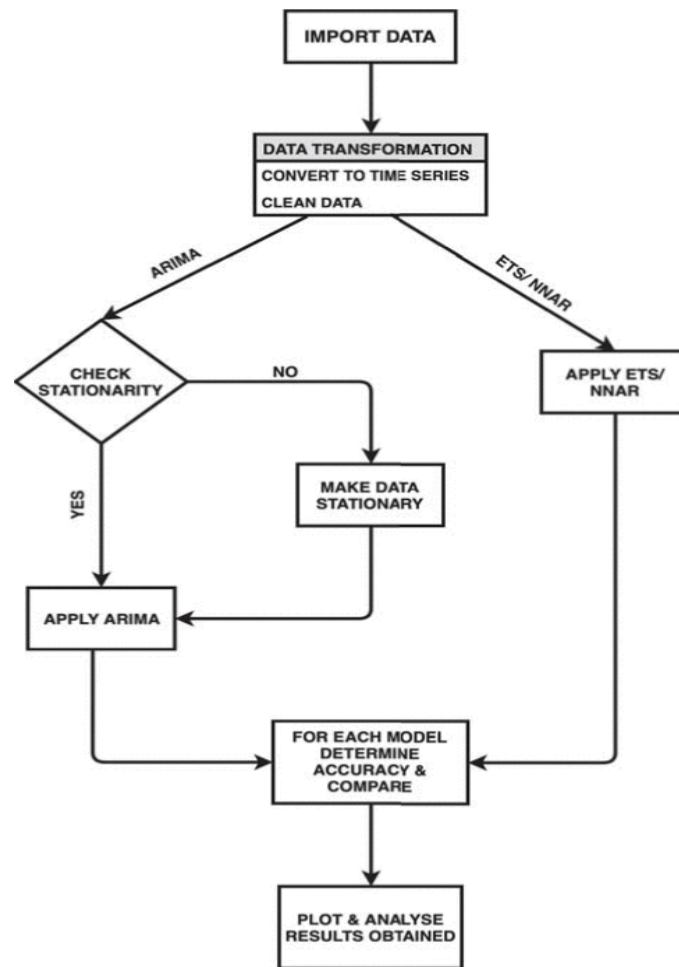 IMPORT DATA
DATA TRANSFORMATION
CONVERT TO TIME SERIES
CLEAN DATA
ARIMA
ETS/ NNAR
CHECK
STATIONARITY
NO
APPLY ETS/
NNAR
YES
MAKE DATA
STATIONARY
APPLY ARIMA
FOR EACH MODEL
DETERMINE
ACCURACY &
COMPARE
PLOT & ANALYSE
RESULTS OBTAINED